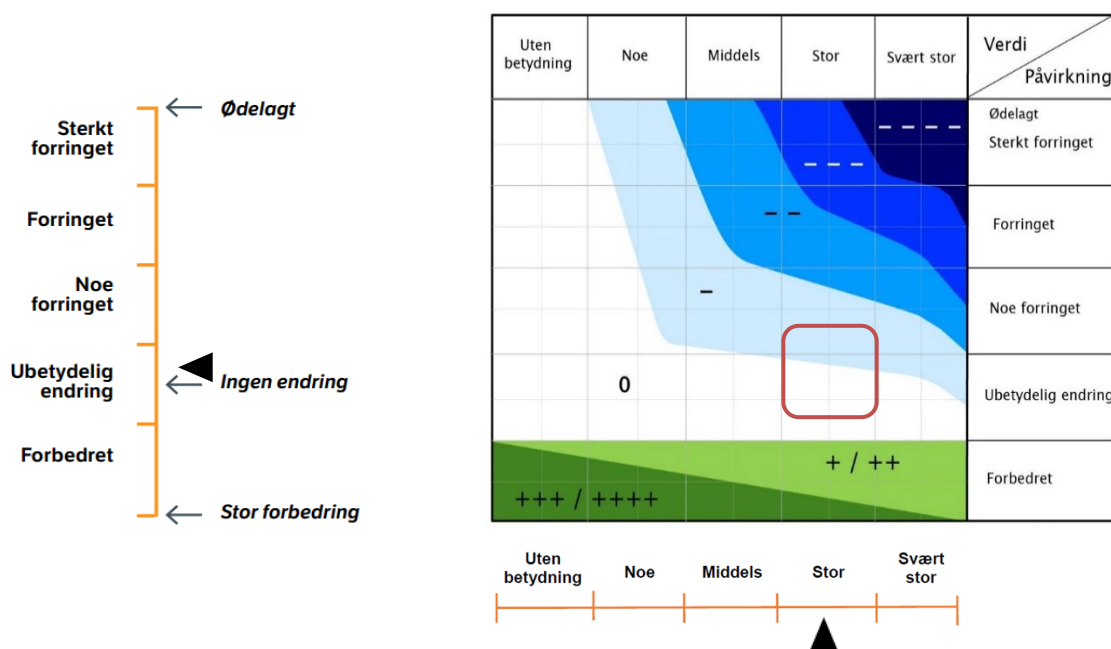 Ødelagt
Sterkt
forringet
Forringet
Noe
forringet
Ubetydelig
endring
Ingen endring
Forbedret
Stor forbedring
Uten
betydning
Noe
Middels
Stor
Svært stor
Verdi
Påvirkning
Ødelagt
Sterkt forringet
Forringet
Noe forringet
Ubetydelig endring
Forbedret
– – – –
– – –
– –
–
0
+ / ++
+++ / ++++
Uten
betydning
Noe
Middels
Stor
Svært
stor